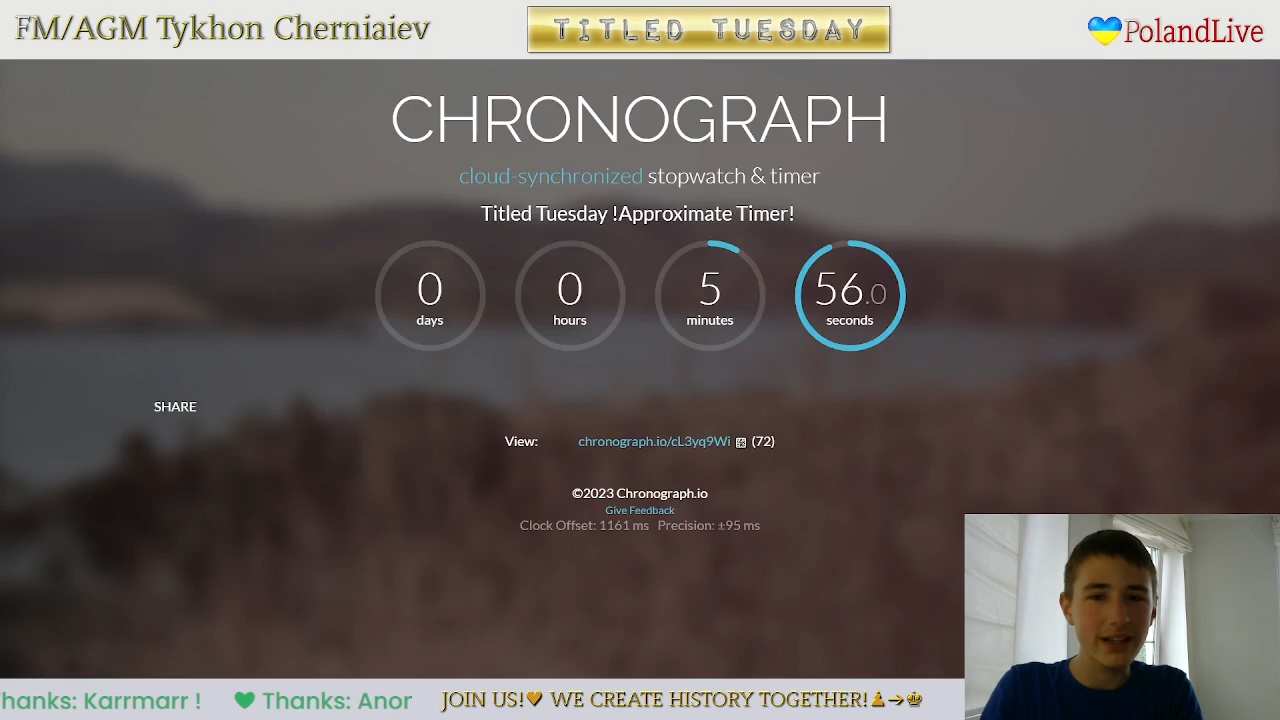 FM/AGM Tykhon Cherniaiev
TITLED TUESDAY
PolandLive
CHRONOGRAPH
cloud-synchronized stopwatch & timer
Titled Tuesday !Approximate Timer!
0 0 5 56.0
days hours minutes seconds
SHARE
View: chronograph.io/cL3yq9Wi (72)
©2023 Chronograph.io
Give Feedback
Clock Offset: 1161 ms Precision: ±95 ms
hanks: Karrmarr ! 💚 Thanks: Anor
JOIN US!🧡 WE CREATE HISTORY TOGETHER!♟→♚